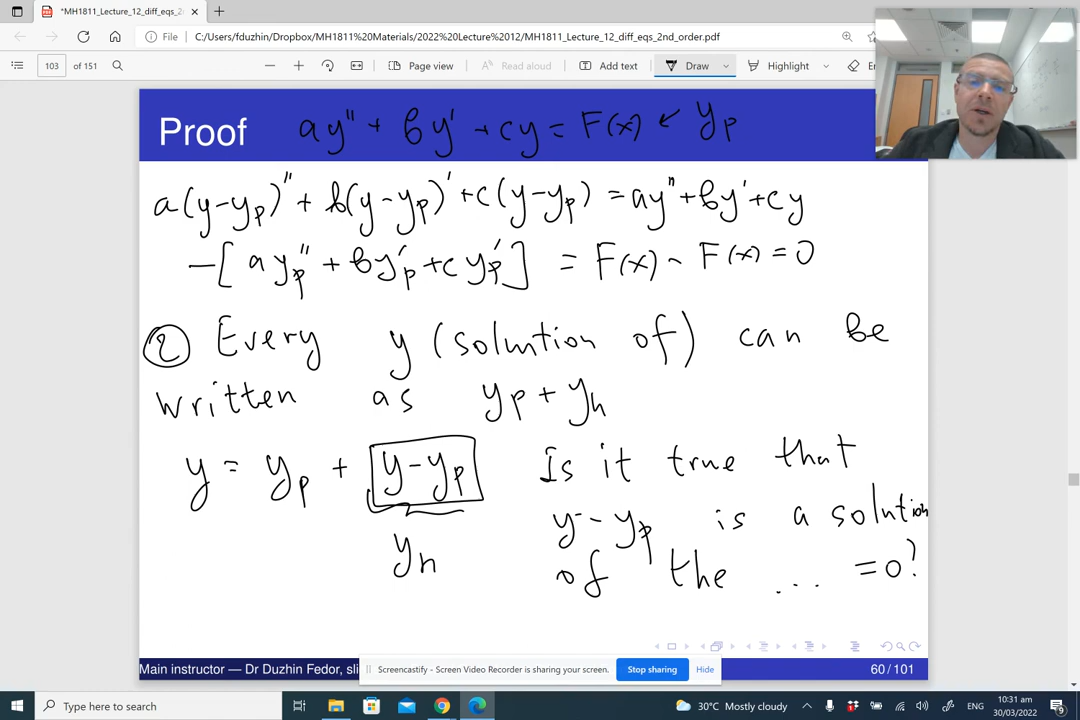 *MH1811_Lecture_12_diff_eqs_2nd
File
C:/Users/fduzhin/Dropbox/MH1811%20Materials/2022%20Lecture%2012/MH1811_Lecture_12_diff_eqs_2nd_order.pdf
103 of 151
Page view
Read aloud
Add text
Draw
Highlight
Proof ay" + by' + cy = F(x) ← yp
a(y-yp)" + b(y-yp)' + c(y-yp) = ay" + by' + cy
-[ayp" + byp' + cyp'] = F(x) - F(x) = 0
② Every y (solution of) can be
written as yp + yh
y = yp + y-yp Is it true that
y-yp is a solution
yh of the ... =0?
Main instructor — Dr Duzhin Fedor, sli
Screencastify - Screen Video Recorder is sharing your screen.
Stop sharing
Hide
60 / 101
Type here to search
30°C Mostly cloudy
ENG
10:31 am
30/03/2022
9